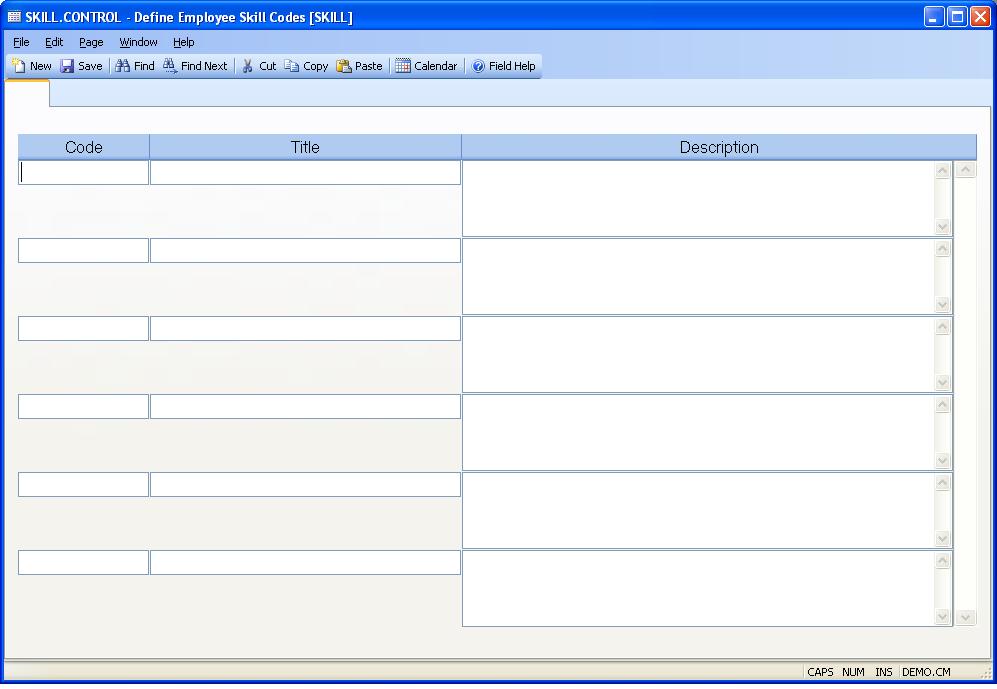 SKILL.CONTROL - Define Employee Skill Codes [SKILL]
File Edit Page Window Help
New Save Find Find Next Cut Copy Paste Calendar Field Help
Code Title Description
CAPS NUM INS DEMO.CM